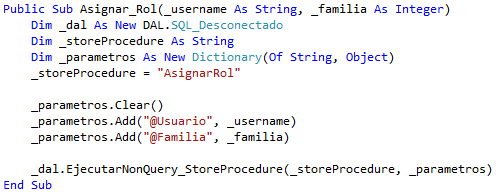 Public Sub Asignar_Rol(_username As String, _familia As Integer)
    Dim _dal As New DAL.SQL_Desconectado
    Dim _storeProcedure As String
    Dim _parametros As New Dictionary(Of String, Object)
    _storeProcedure = "AsignarRol"

    _parametros.Clear()
    _parametros.Add("@Usuario", _username)
    _parametros.Add("@Familia", _familia)

    _dal.EjecutarNonQuery_StoreProcedure(_storeProcedure, _parametros)
End Sub